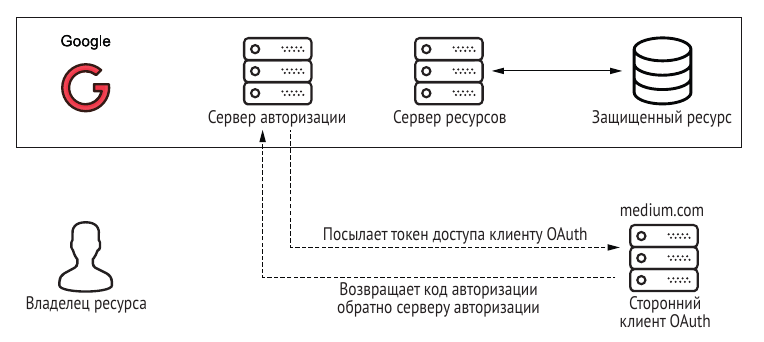 Google
Сервер авторизации
Сервер ресурсов
Защищенный ресурс
medium.com
Посылает токен доступа клиенту OAuth
Возвращает код авторизации
обратно серверу авторизации
Владелец ресурса
Сторонний
клиент OAuth